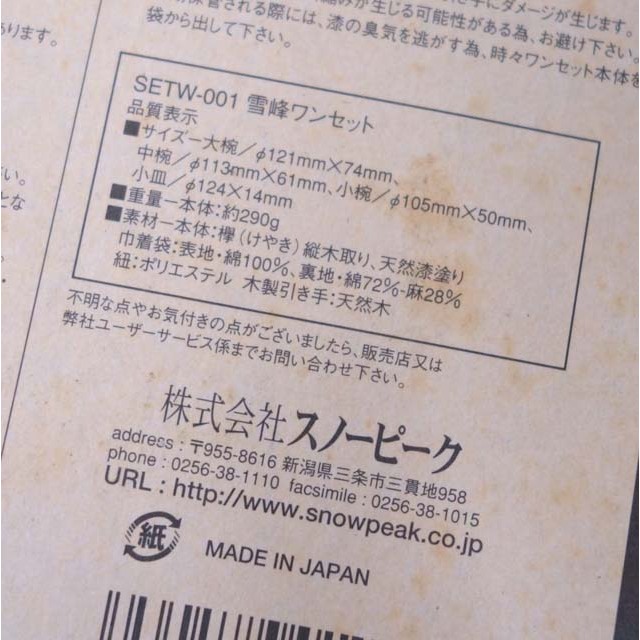 にダメージが生じます。
が生じる可能性がある為、お避け下さい。
保管される際には、漆の臭気を逃がす為、時々ワンセット本体を
袋から出して下さい。
あります。
さい。
とな
SETW-001 雪峰ワンセット
品質表示
■サイズー大椀／φ121mm×74mm、
中椀／φ113mm×61mm、小椀／φ105mm×50mm、
小皿／φ124×14mm
■重量ー本体：約290g
■素材ー本体：欅（けやき）縦木取り、天然漆塗り
巾着袋：表地・綿100%、裏地・綿72%・麻28%
紐：ポリエステル 木製引き手：天然木
不明な点やお気付きの点がございましたら、販売店又は
弊社ユーザーサービス係までお問い合わせ下さい。
株式会社スノーピーク
address：〒955-8616 新潟県三条市三貫地958
phone：0256-38-1110 facsimile：0256-38-1015
URL：http://www.snowpeak.co.jp
紙
MADE IN JAPAN